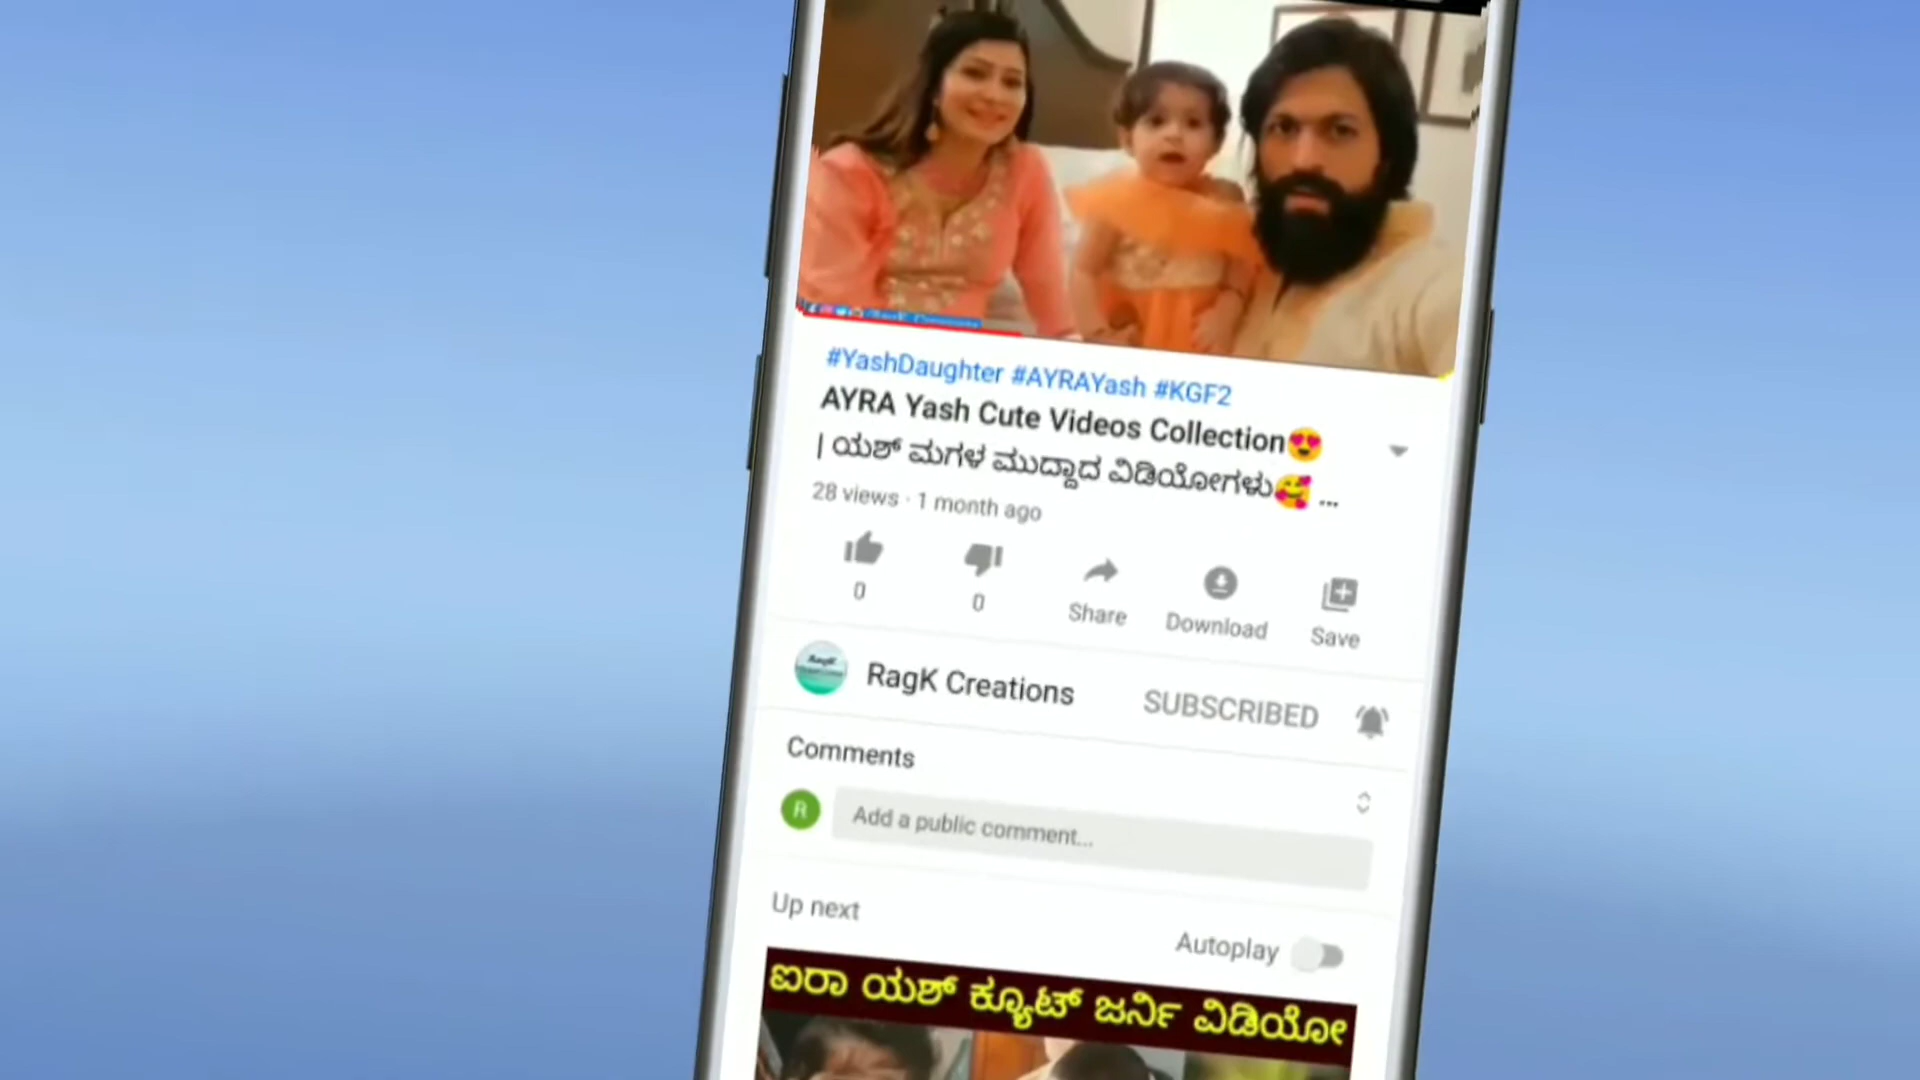 #YashDaughter #AYRAYash #KGF2
AYRA Yash Cute Videos Collection😍
| ಯಶ್ ಮಗಳ ಮುದ್ದಾದ ವಿಡಿಯೋಗಳು🥰 ...
28 views · 1 month ago
0 0 Share Download Save
RagK Creations SUBSCRIBED
Comments
R Add a public comment...
Up next
Autoplay
ಐರಾ ಯಶ್ ಕ್ಯೂಟ್ ಜರ್ನಿ ವಿಡಿಯೋ